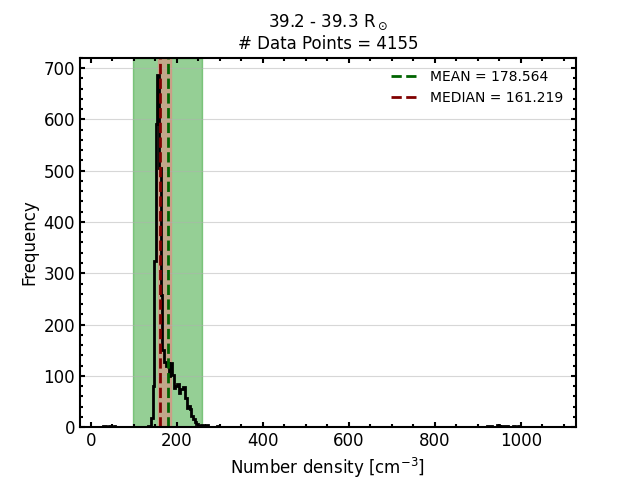 39.2 - 39.3 R⊙
# Data Points = 4155
MEAN = 178.564
MEDIAN = 161.219
Frequency
700
600
500
400
300
200
100
0
0 200 400 600 800 1000
Number density [cm⁻³]